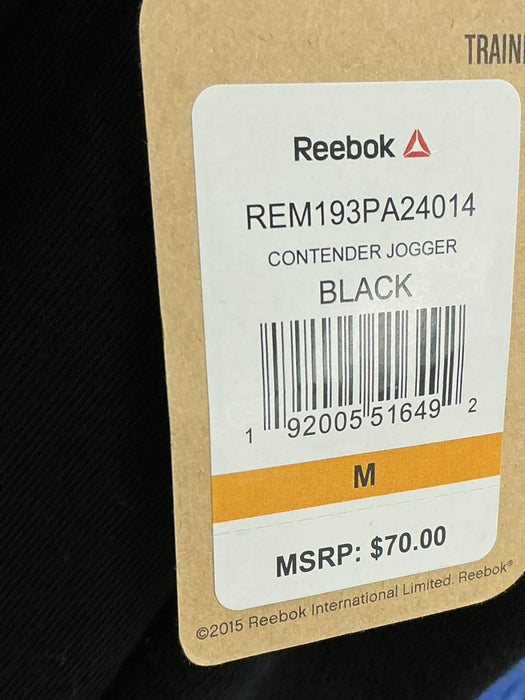 TRAIN
Reebok
REM193PA24014
CONTENDER JOGGER
BLACK
1 92005 51649 2
M
MSRP: $70.00
©2015 Reebok International Limited. Reebok®